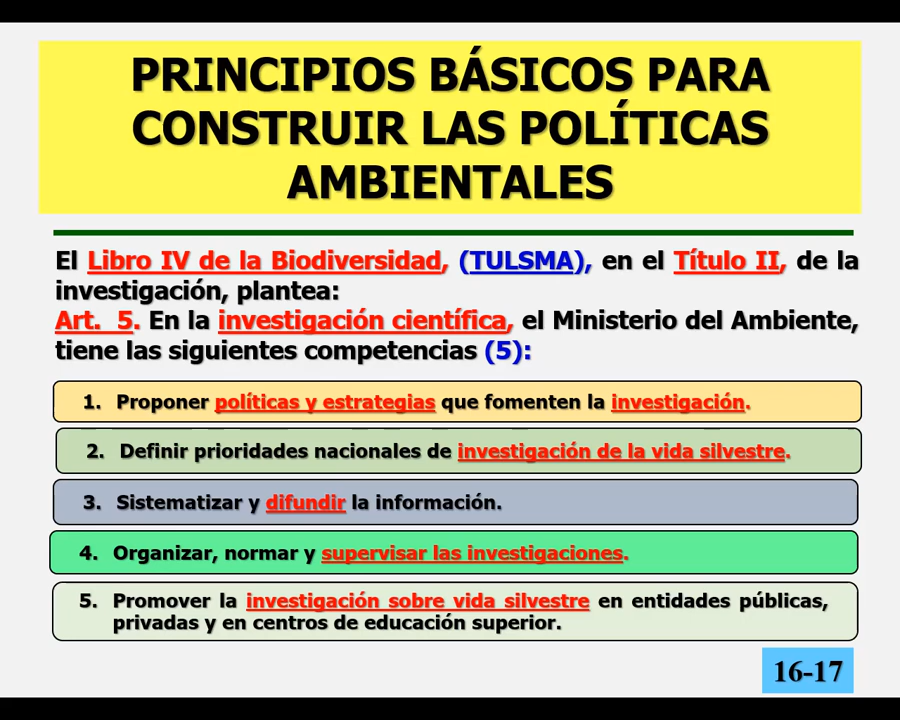 PRINCIPIOS BÁSICOS PARA
CONSTRUIR LAS POLÍTICAS
AMBIENTALES
El Libro IV de la Biodiversidad, (TULSMA), en el Título II, de la
investigación, plantea:
Art. 5. En la investigación científica, el Ministerio del Ambiente,
tiene las siguientes competencias (5):
1. Proponer políticas y estrategias que fomenten la investigación.
2. Definir prioridades nacionales de investigación de la vida silvestre.
3. Sistematizar y difundir la información.
4. Organizar, normar y supervisar las investigaciones.
5. Promover la investigación sobre vida silvestre en entidades públicas,
privadas y en centros de educación superior.
16-17